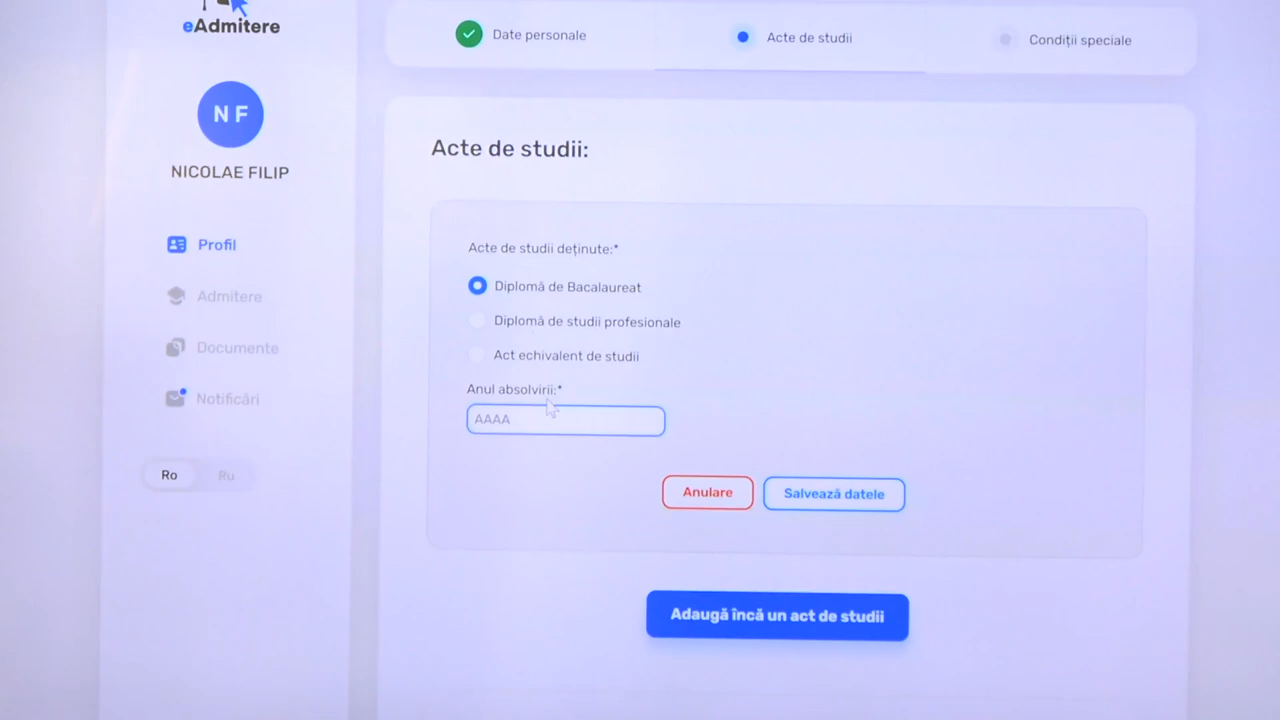 eAdmitere
Date personale
Acte de studii
Condiții speciale
N F
NICOLAE FILIP
Profil
Admitere
Documente
Notificări
Ro
Ru
Acte de studii:
Acte de studii deținute:*
Diplomă de Bacalaureat
Diplomă de studii profesionale
Act echivalent de studii
Anul absolvirii:*
AAAA
Anulare
Salvează datele
Adaugă încă un act de studii